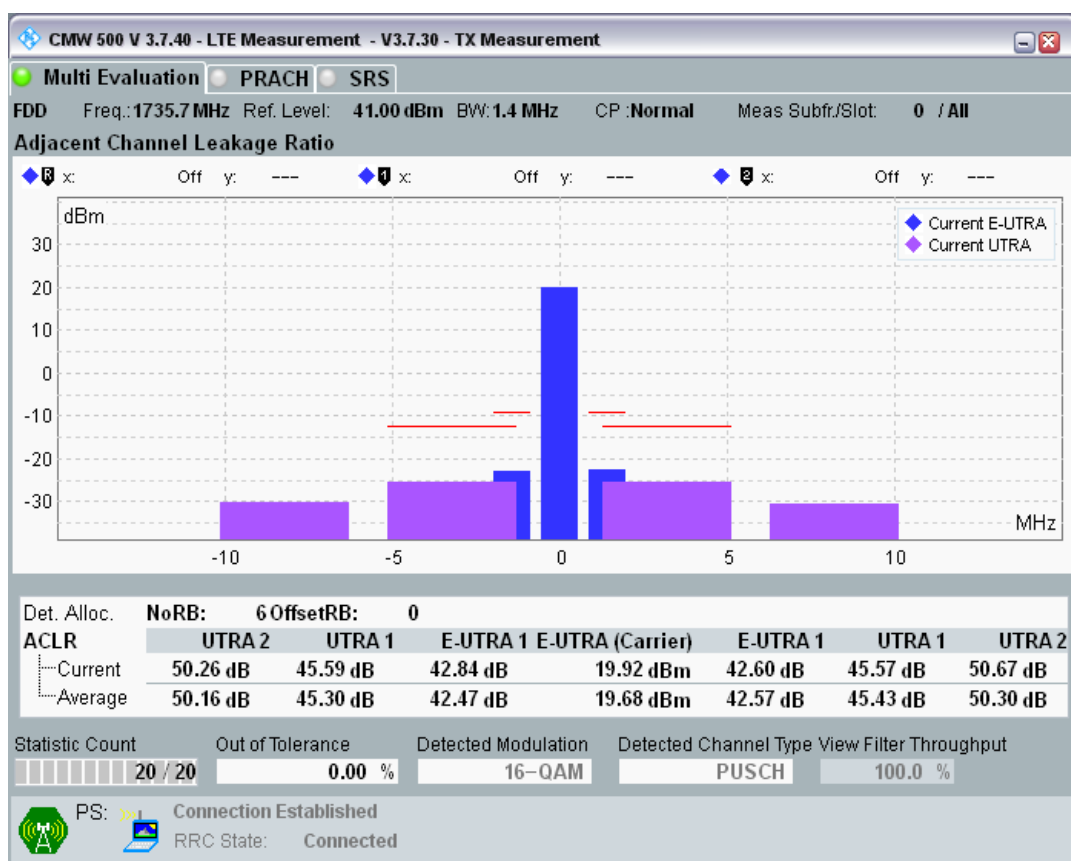 CMW 500 V 3.7.40 - LTE Measurement - V3.7.30 - TX Measurement
Multi Evaluation PRACH SRS
FDD Freq.: 1735.7 MHz Ref. Level: 41.00 dBm BW: 1.4 MHz CP : Normal Meas Subfr./Slot: 0 / All
Adjacent Channel Leakage Ratio
R x: Off y: --- 1 x: Off y: --- 2 x: Off y: ---
dBm
Current E-UTRA
Current UTRA
30
20
10
0
-10
-20
-30
MHz
-10 -5 0 5 10
Det. Alloc. NoRB: 6 OffsetRB: 0
ACLR UTRA 2 UTRA 1 E-UTRA 1 E-UTRA (Carrier) E-UTRA 1 UTRA 1 UTRA 2
Current 50.26 dB 45.59 dB 42.84 dB 19.92 dBm 42.60 dB 45.57 dB 50.67 dB
Average 50.16 dB 45.30 dB 42.47 dB 19.68 dBm 42.57 dB 45.43 dB 50.30 dB
Statistic Count Out of Tolerance Detected Modulation Detected Channel Type View Filter Throughput
20 / 20 0.00 % 16-QAM PUSCH 100.0 %
PS: Connection Established
RRC State: Connected